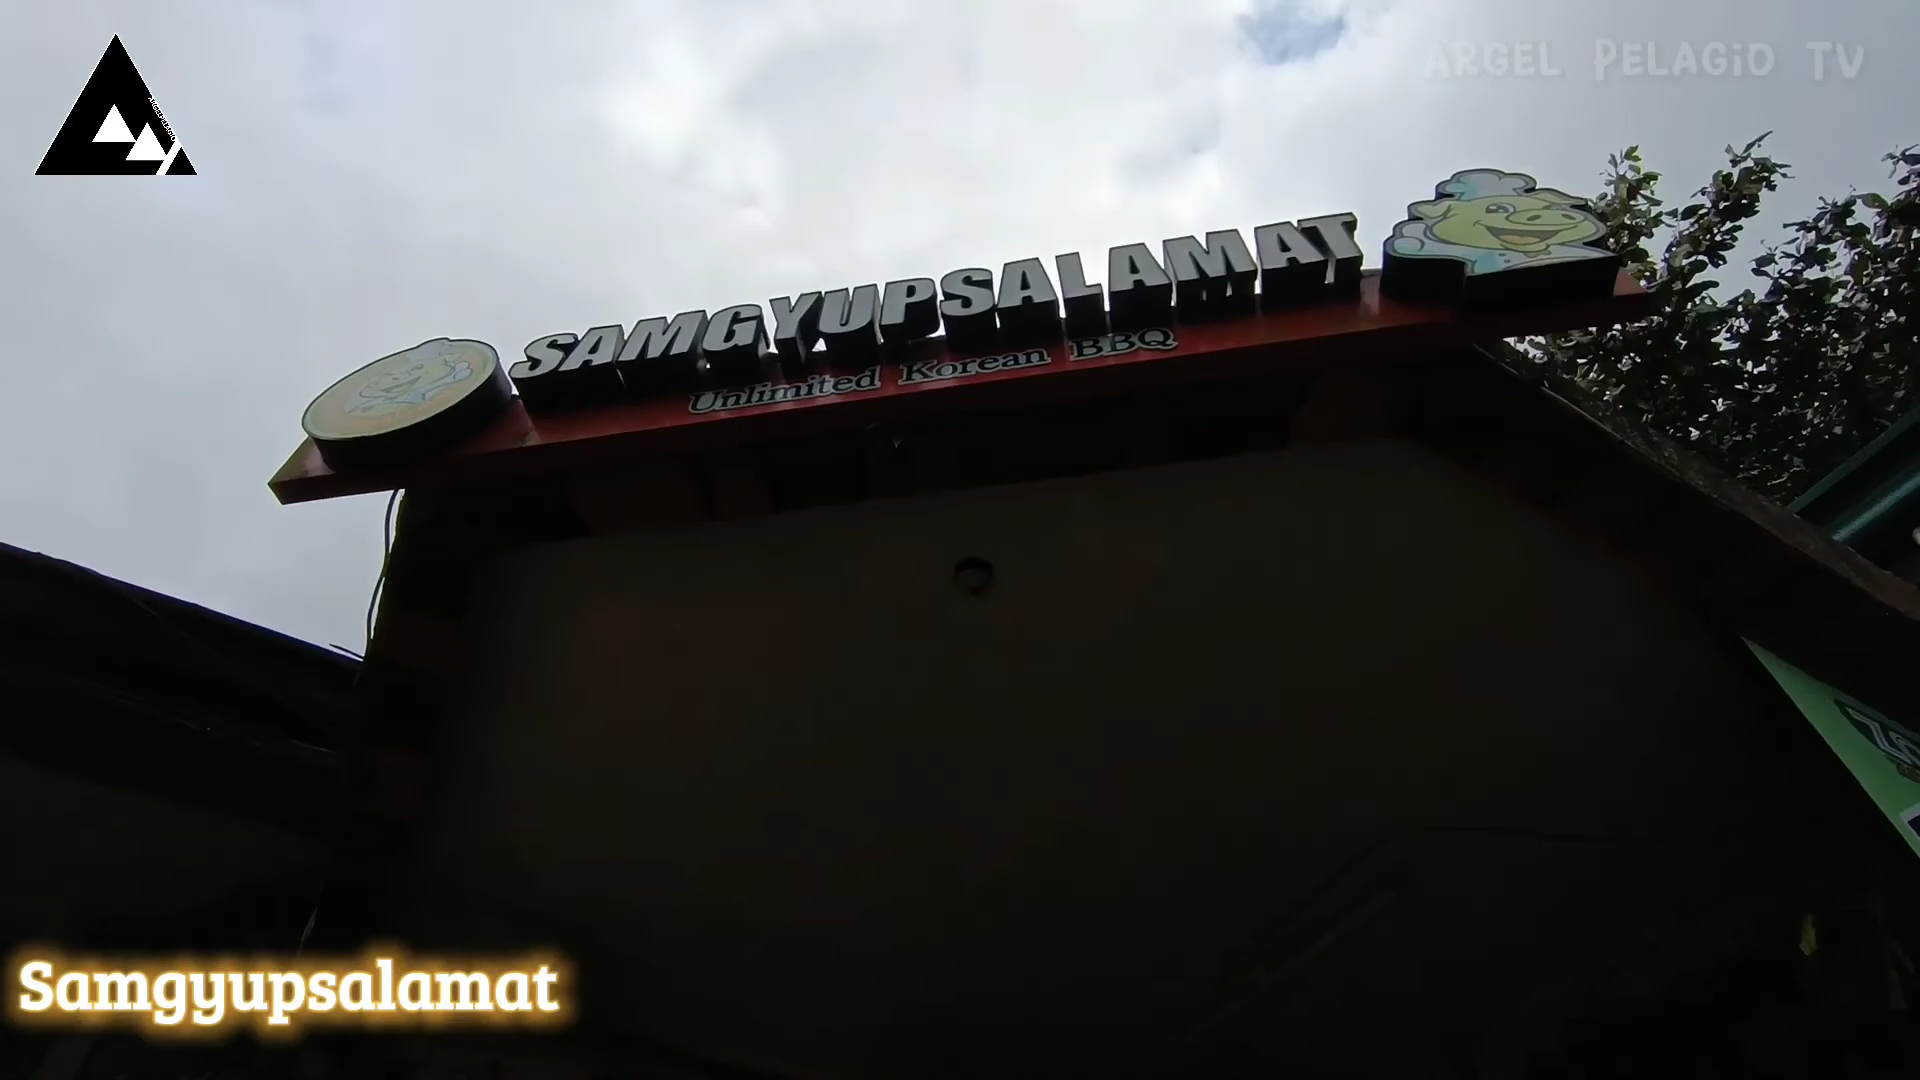 ARGEL PELAGIO TV
SAMGYUPSALAMAT
Unlimited Korean BBQ
Samgyupsalamat